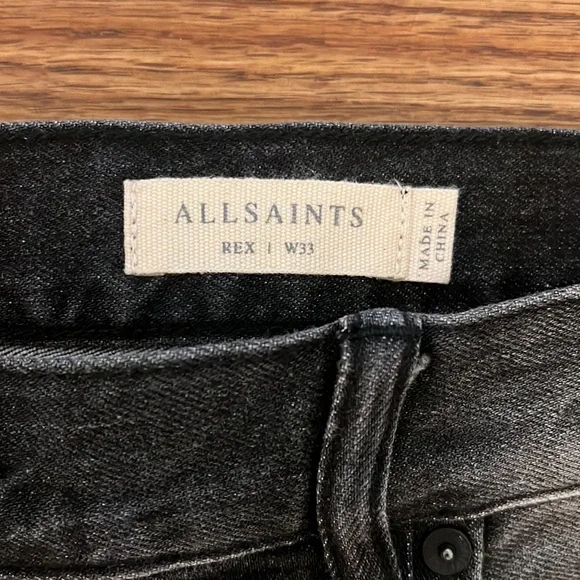 ALLSAINTS
REX | W33
MADE IN
CHINA